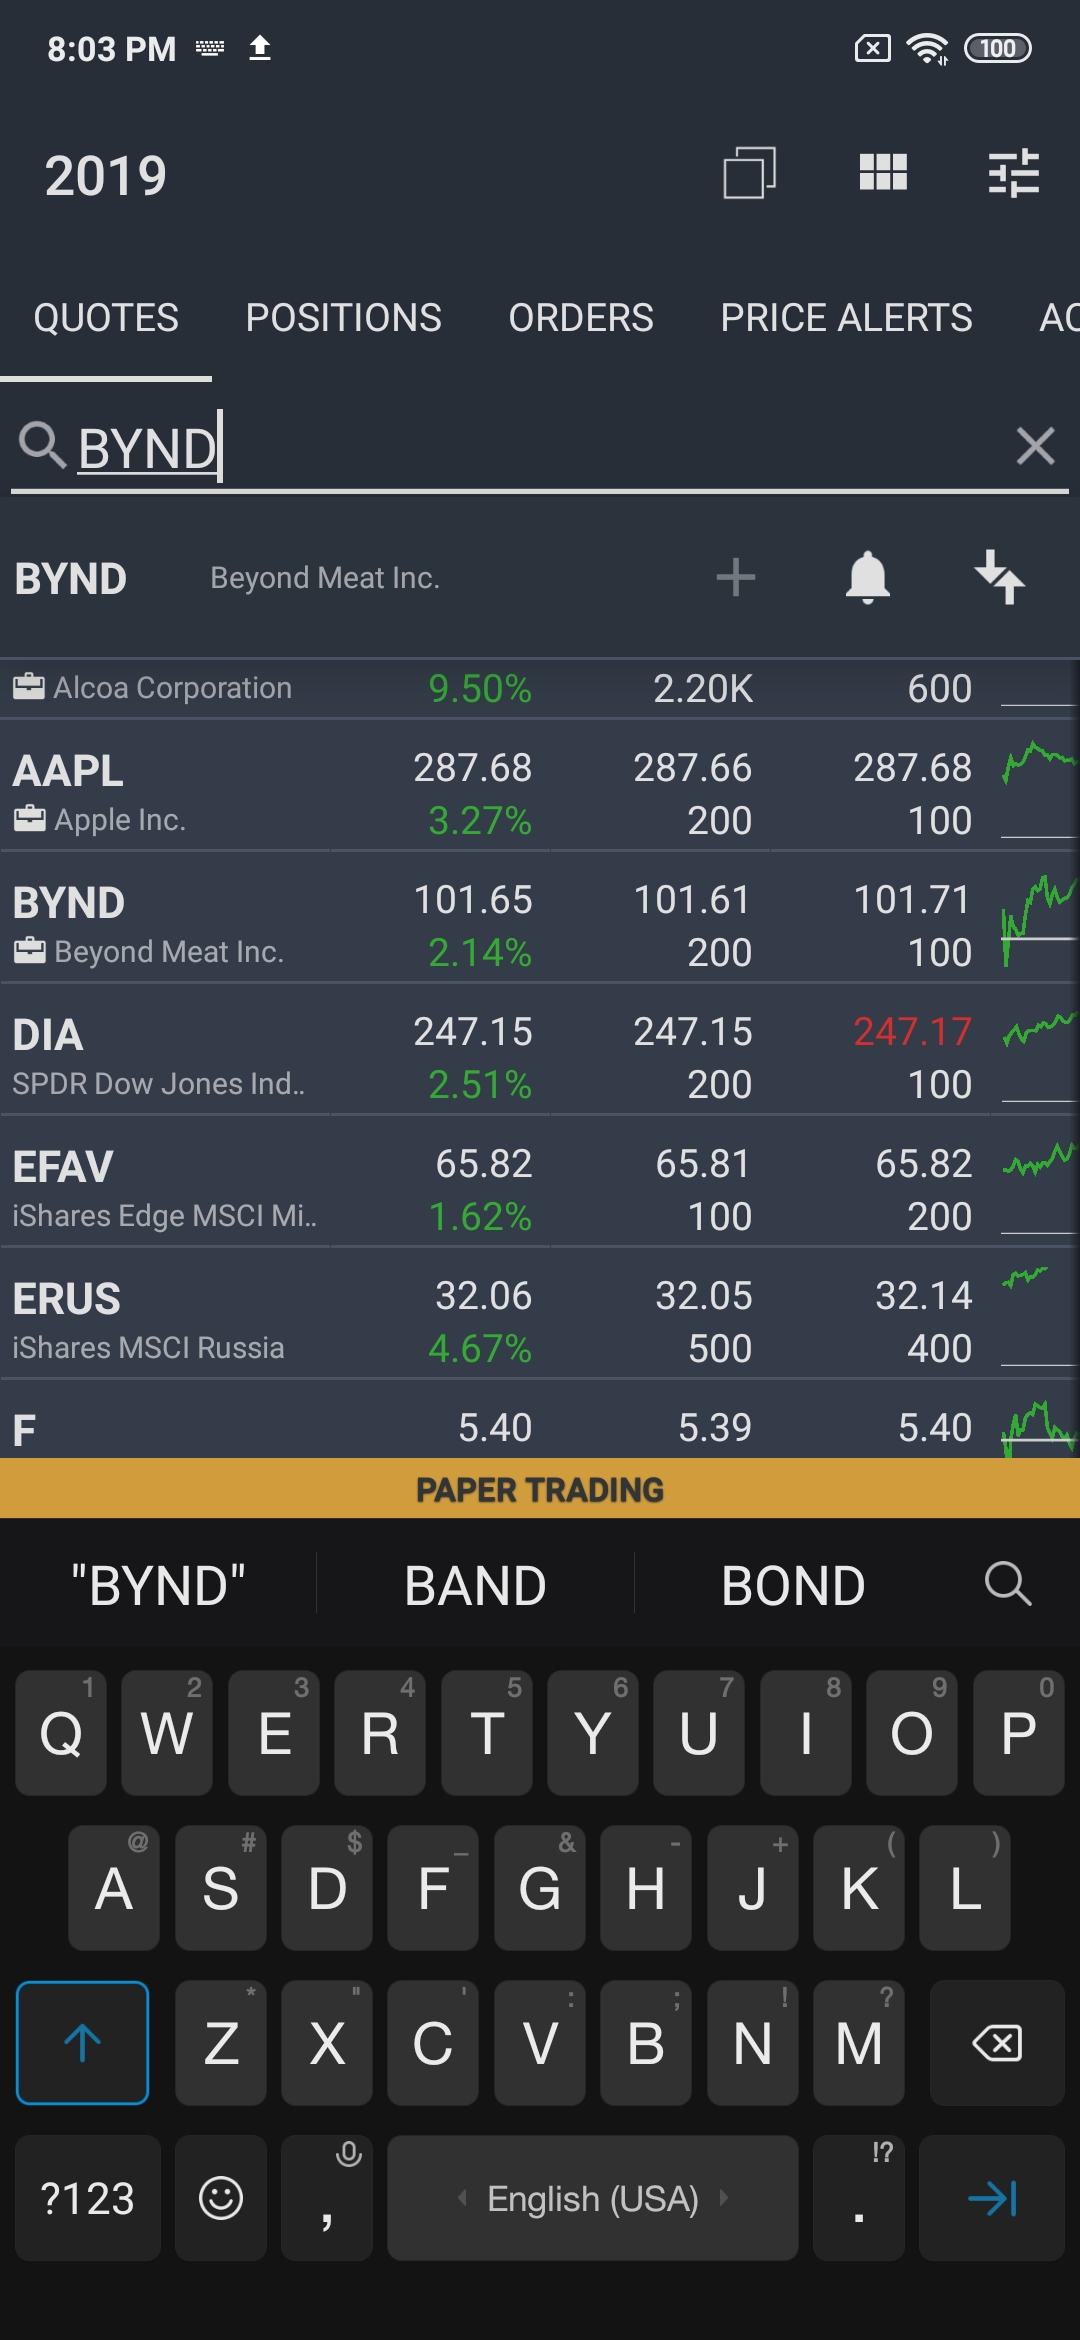 8:03 PM 100
2019
QUOTES POSITIONS ORDERS PRICE ALERTS AC
BYND
BYND Beyond Meat Inc.
Alcoa Corporation 9.50% 2.20K 600
AAPL 287.68 287.66 287.68
Apple Inc. 3.27% 200 100
BYND 101.65 101.61 101.71
Beyond Meat Inc. 2.14% 200 100
DIA 247.15 247.15 247.17
SPDR Dow Jones Ind.. 2.51% 200 100
EFAV 65.82 65.81 65.82
iShares Edge MSCI Mi.. 1.62% 100 200
ERUS 32.06 32.05 32.14
iShares MSCI Russia 4.67% 500 400
F 5.40 5.39 5.40
PAPER TRADING
"BYND" BAND BOND
1 2 3 4 5 6 7 8 9 0
Q W E R T Y U I O P
@ # $ _ & - + ( )
A S D F G H J K L
* " ' : ; ! ?
Z X C V B N M
!?
?123 , English (USA) .